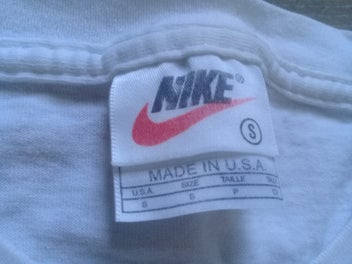 NIKE®
S
MADE IN U.S.A.
U.S.A. SIZE TAILLE
S S P